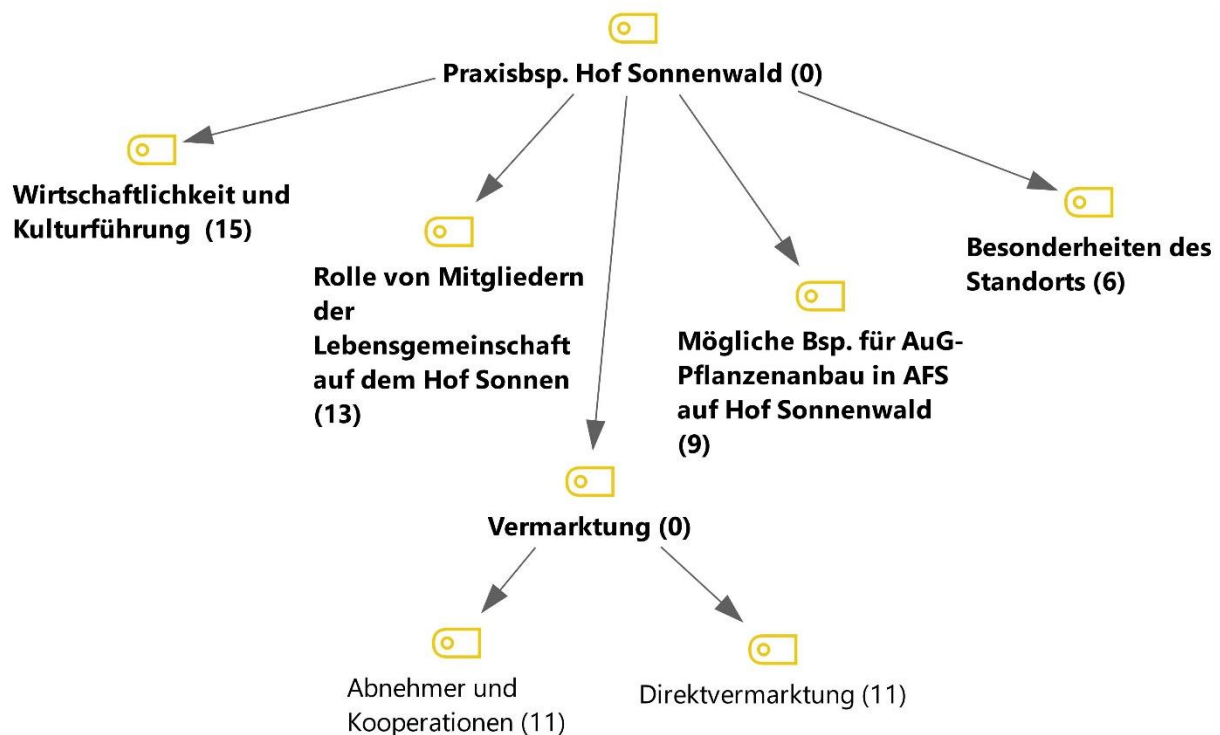 Praxisbsp. Hof Sonnenwald (0)
Wirtschaftlichkeit und
Kulturführung (15)
Rolle von Mitgliedern
der
Lebensgemeinschaft
auf dem Hof Sonnen
(13)
Mögliche Bsp. für AuG-
Pflanzenanbau in AFS
auf Hof Sonnenwald
(9)
Besonderheiten des
Standorts (6)
Vermarktung (0)
Abnehmer und
Kooperationen (11)
Direktvermarktung (11)